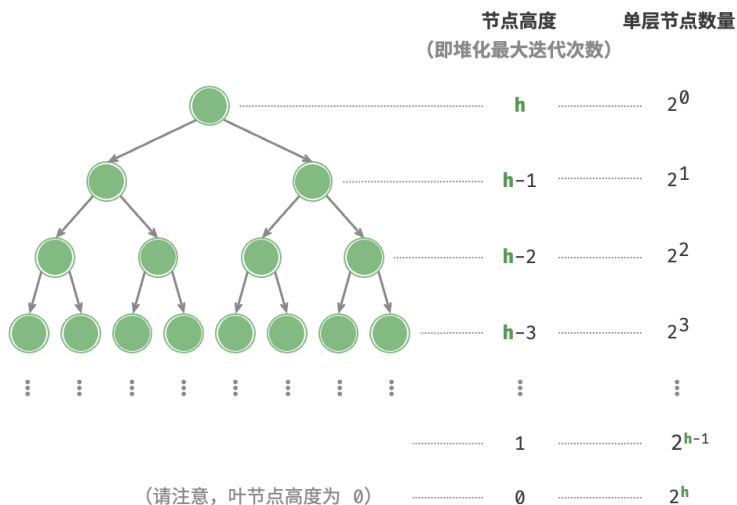 节点高度 单层节点数量
（即堆化最大迭代次数）
h 2^0
h-1 2^1
h-2 2^2
h-3 2^3
1 2^h-1
（请注意，叶节点高度为 0） 0 2^h